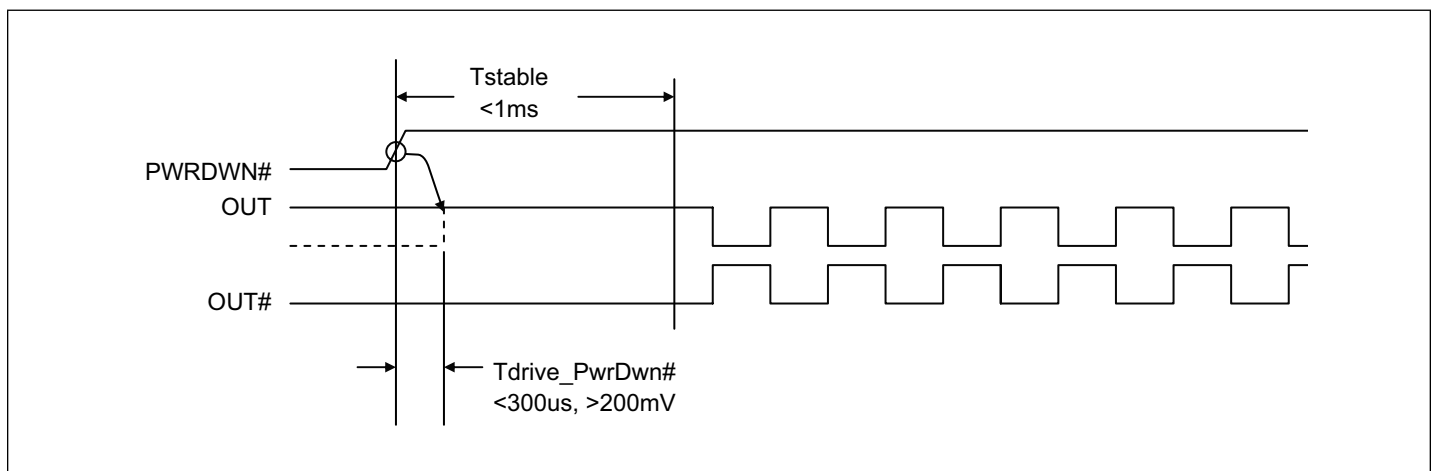 Tstable
<1ms
PWRDWN#
OUT
OUT#
Tdrive_PwrDwn#
<300us, >200mV